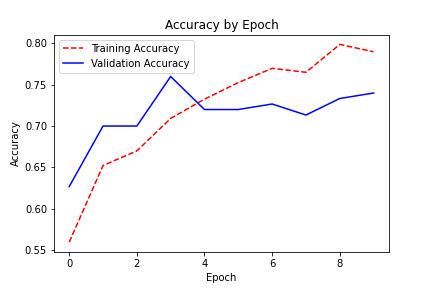 Accuracy by Epoch
0.80
Training Accuracy
Validation Accuracy
0.75
0.70
Accuracy
0.65
0.60
0.55
0 2 4 6 8
Epoch